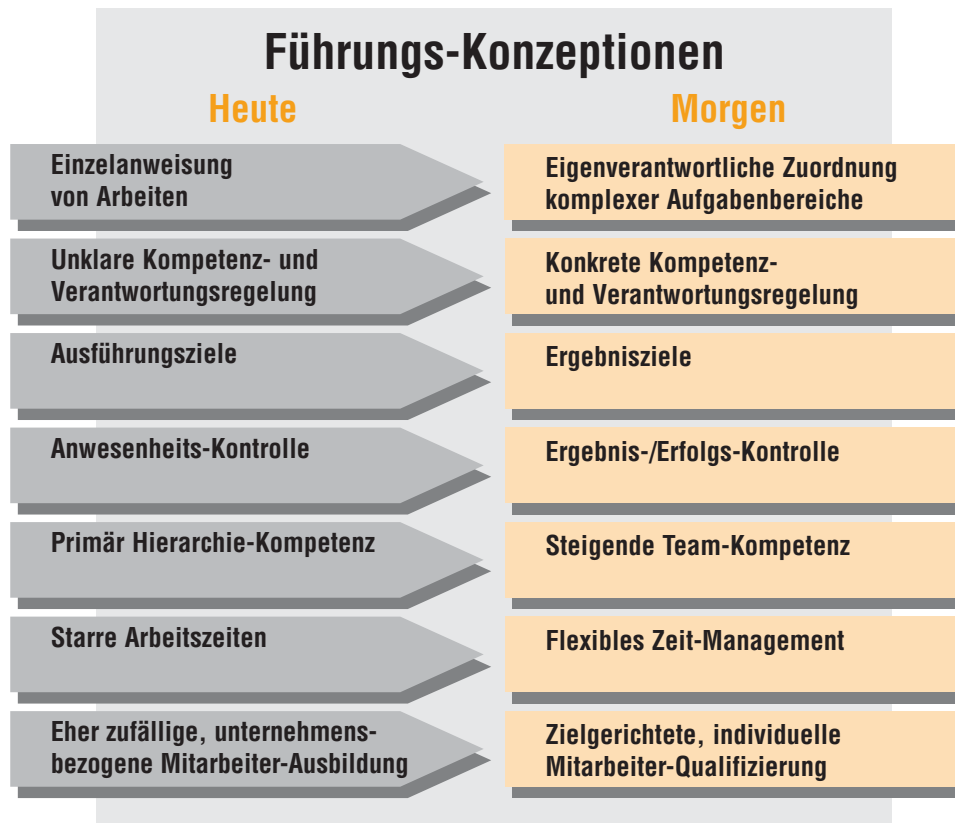 Führungs-Konzeptionen
Heute
Morgen
Einzelanweisung
von Arbeiten
Eigenverantwortliche Zuordnung
komplexer Aufgabenbereiche
Unklare Kompetenz- und
Verantwortungsregelung
Konkrete Kompetenz-
und Verantwortungsregelung
Ausführungsziele
Ergebnisziele
Anwesenheits-Kontrolle
Ergebnis-/Erfolgs-Kontrolle
Primär Hierarchie-Kompetenz
Steigende Team-Kompetenz
Starre Arbeitszeiten
Flexibles Zeit-Management
Eher zufällige, unternehmens-
bezogene Mitarbeiter-Ausbildung
Zielgerichtete, individuelle
Mitarbeiter-Qualifizierung